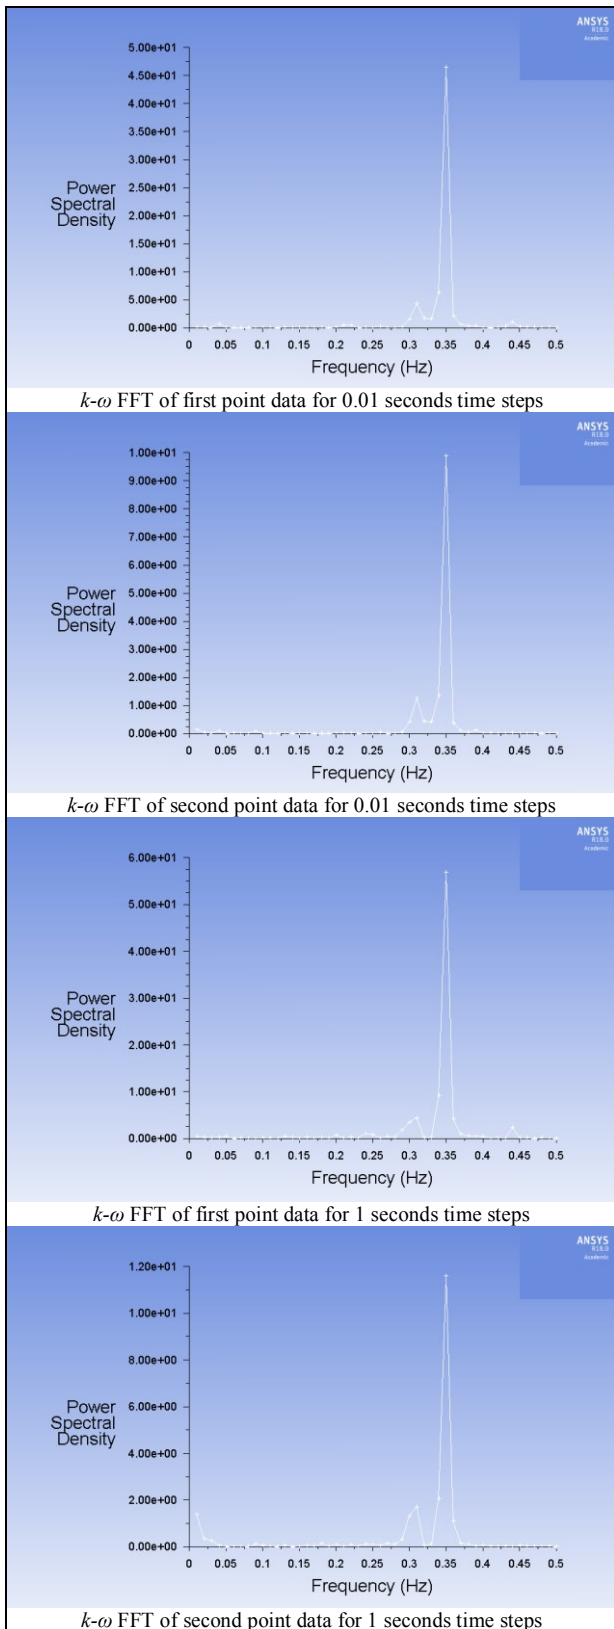 ANSYS
R18.0
Academic
5.00e+01
4.50e+01
4.00e+01
3.50e+01
3.00e+01
2.50e+01
2.00e+01
1.50e+01
1.00e+01
5.00e+00
0.00e+00
Power
Spectral
Density
0 0.05 0.1 0.15 0.2 0.25 0.3 0.35 0.4 0.45 0.5
Frequency (Hz)
k-ω FFT of first point data for 0.01 seconds time steps
ANSYS
R18.0
Academic
1.00e+01
9.00e+00
8.00e+00
7.00e+00
6.00e+00
5.00e+00
4.00e+00
3.00e+00
2.00e+00
1.00e+00
0.00e+00
Power
Spectral
Density
0 0.05 0.1 0.15 0.2 0.25 0.3 0.35 0.4 0.45 0.5
Frequency (Hz)
k-ω FFT of second point data for 0.01 seconds time steps
ANSYS
R18.0
Academic
6.00e+01
5.00e+01
4.00e+01
3.00e+01
2.00e+01
1.00e+01
0.00e+00
Power
Spectral
Density
0 0.05 0.1 0.15 0.2 0.25 0.3 0.35 0.4 0.45 0.5
Frequency (Hz)
k-ω FFT of first point data for 1 seconds time steps
ANSYS
R18.0
Academic
1.20e+01
1.00e+01
8.00e+00
6.00e+00
4.00e+00
2.00e+00
0.00e+00
Power
Spectral
Density
0 0.05 0.1 0.15 0.2 0.25 0.3 0.35 0.4 0.45 0.5
Frequency (Hz)
k-ω FFT of second point data for 1 seconds time steps